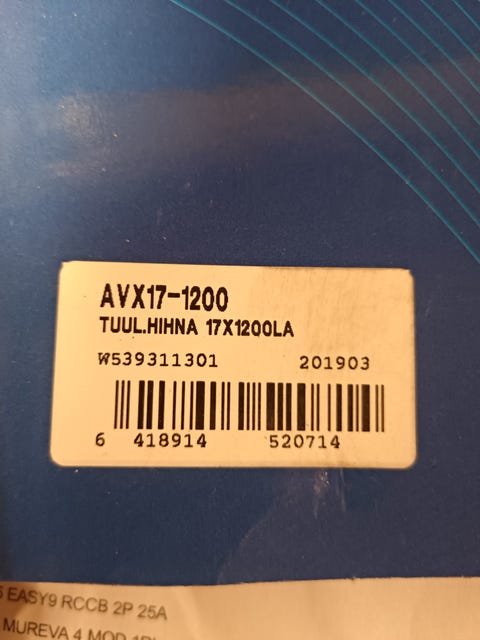 AVX17-1200
TUUL.HIHNA 17X1200LA
W539311301 201903
6 418914 520714
EASY9 RCCB 2P 25A
MUREVA 4 MOD